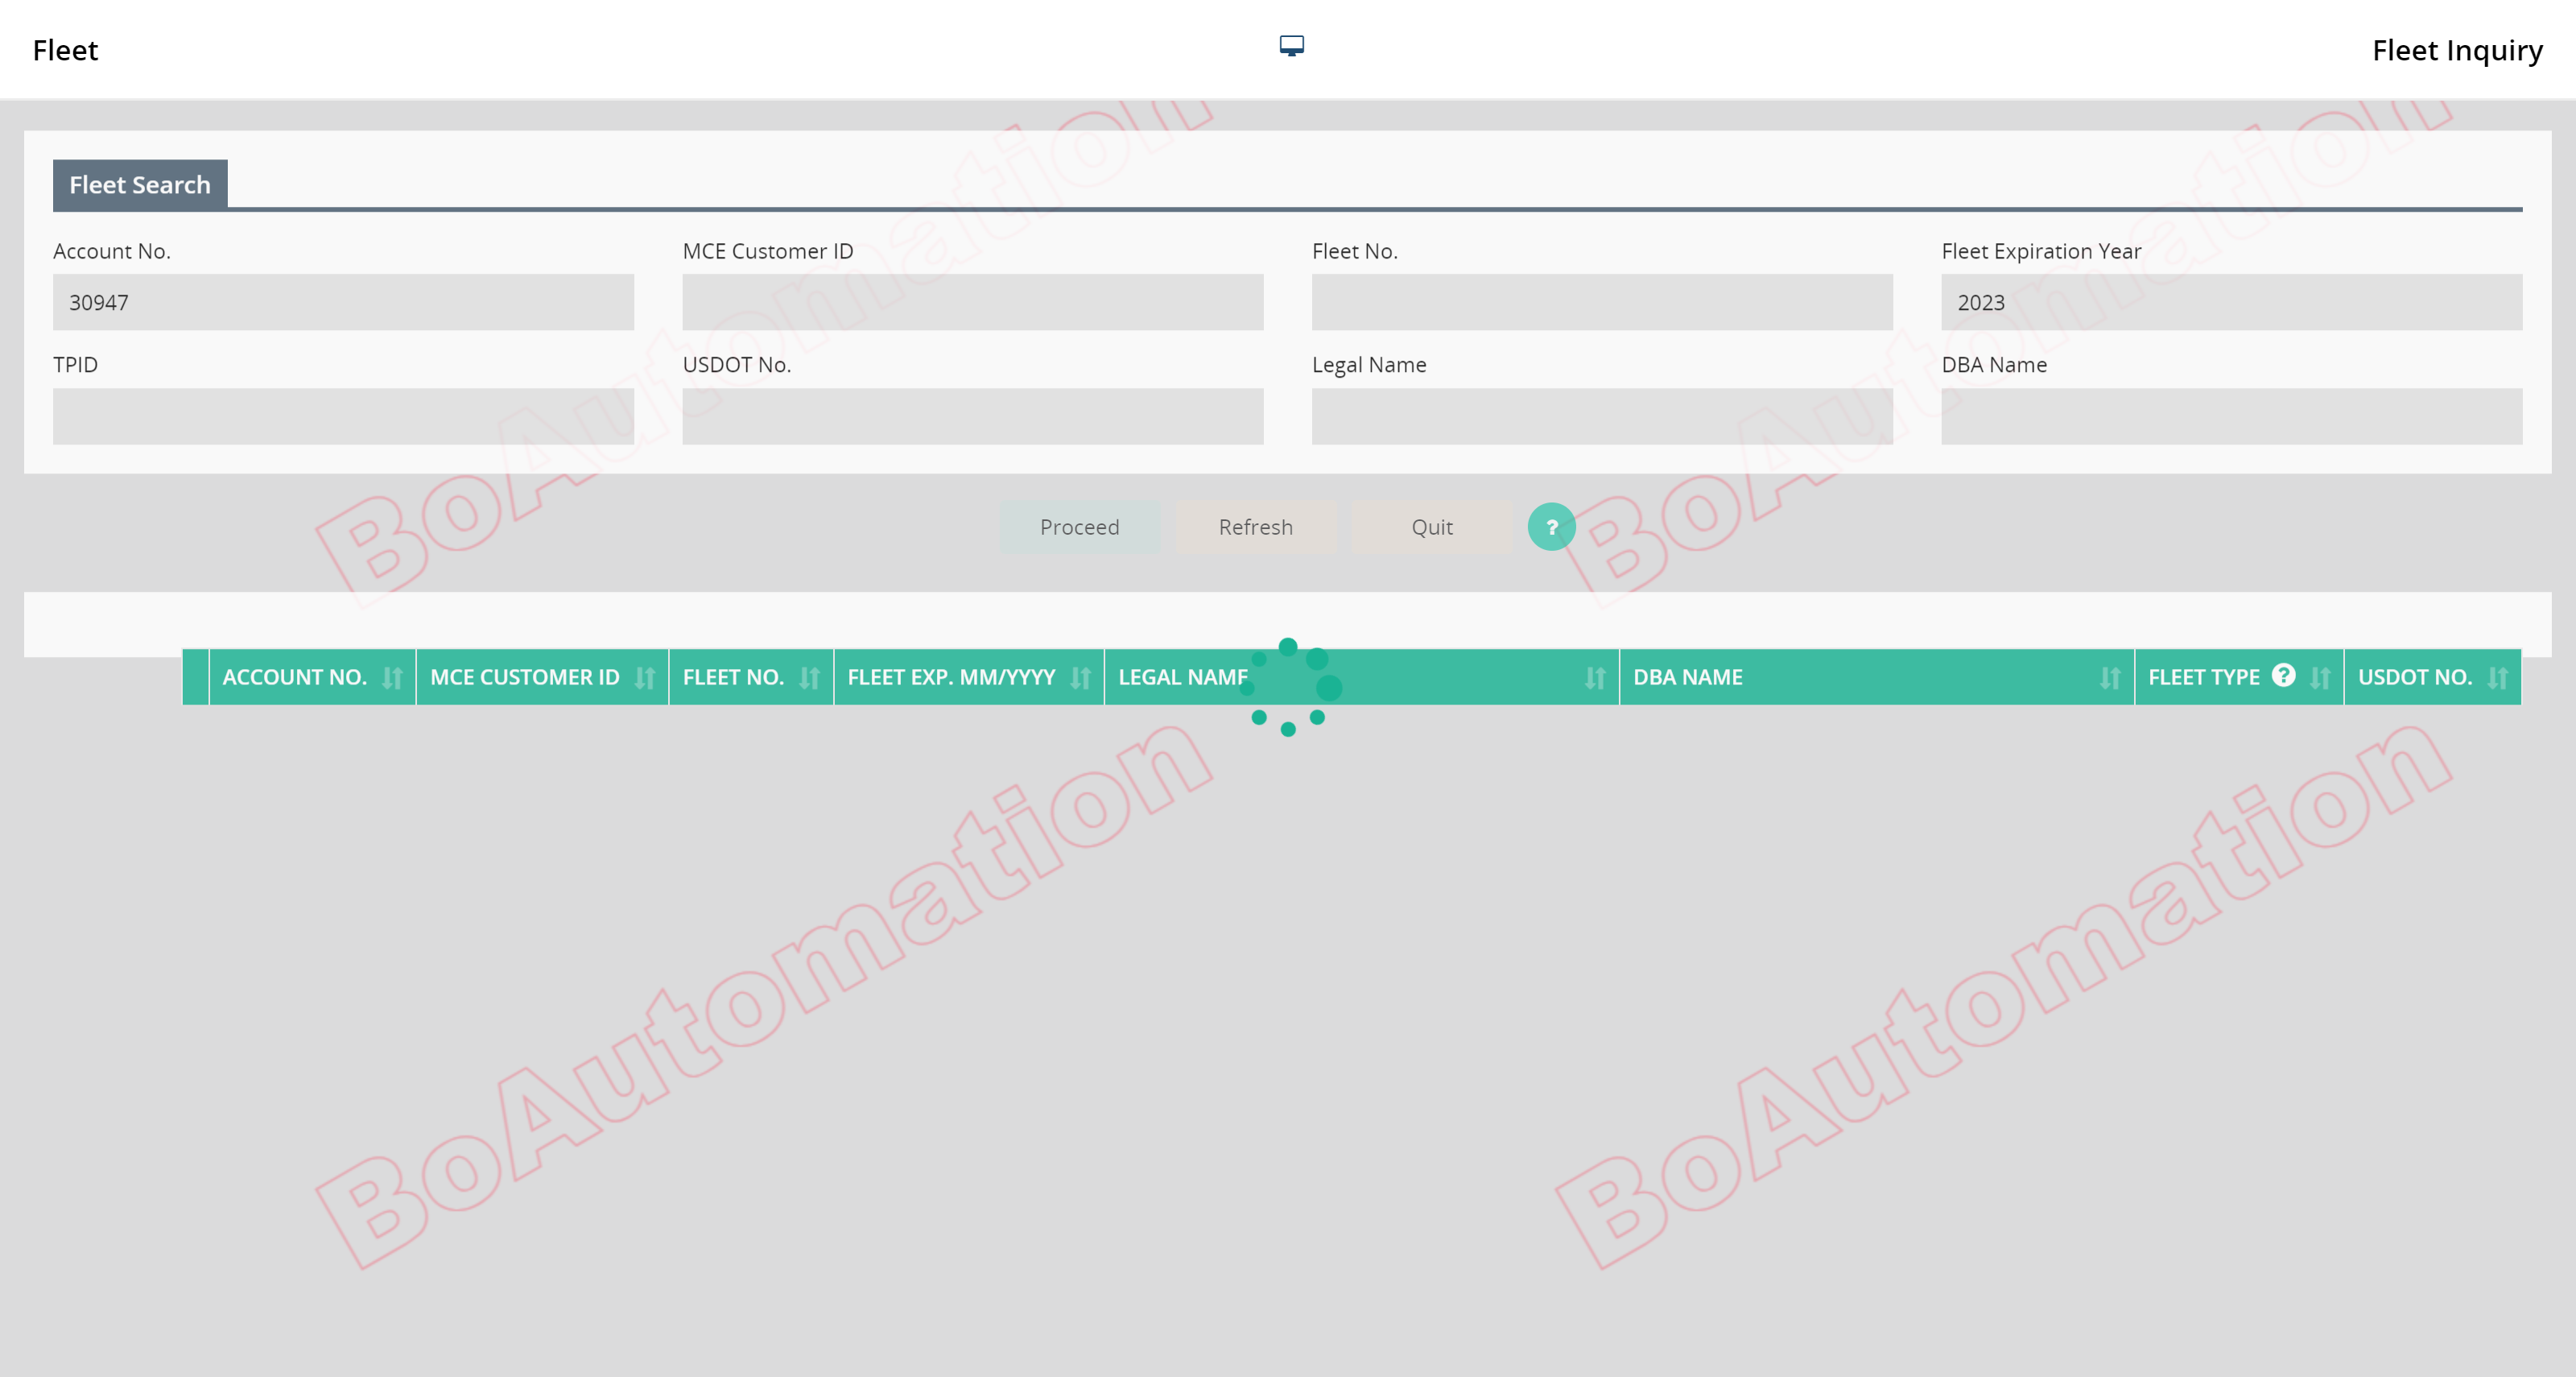 Fleet
Fleet Inquiry
Fleet Search
Account No.
MCE Customer ID
Fleet No.
Fleet Expiration Year
30947
2023
TPID
USDOT No.
Legal Name
DBA Name
Proceed
Refresh
Quit
?
ACCOUNT NO.
MCE CUSTOMER ID
FLEET NO.
FLEET EXP. MM/YYYY
LEGAL NAME
DBA NAME
FLEET TYPE ?
USDOT NO.
BoAutomation
BoAutomation
BoAutomation
BoAutomation